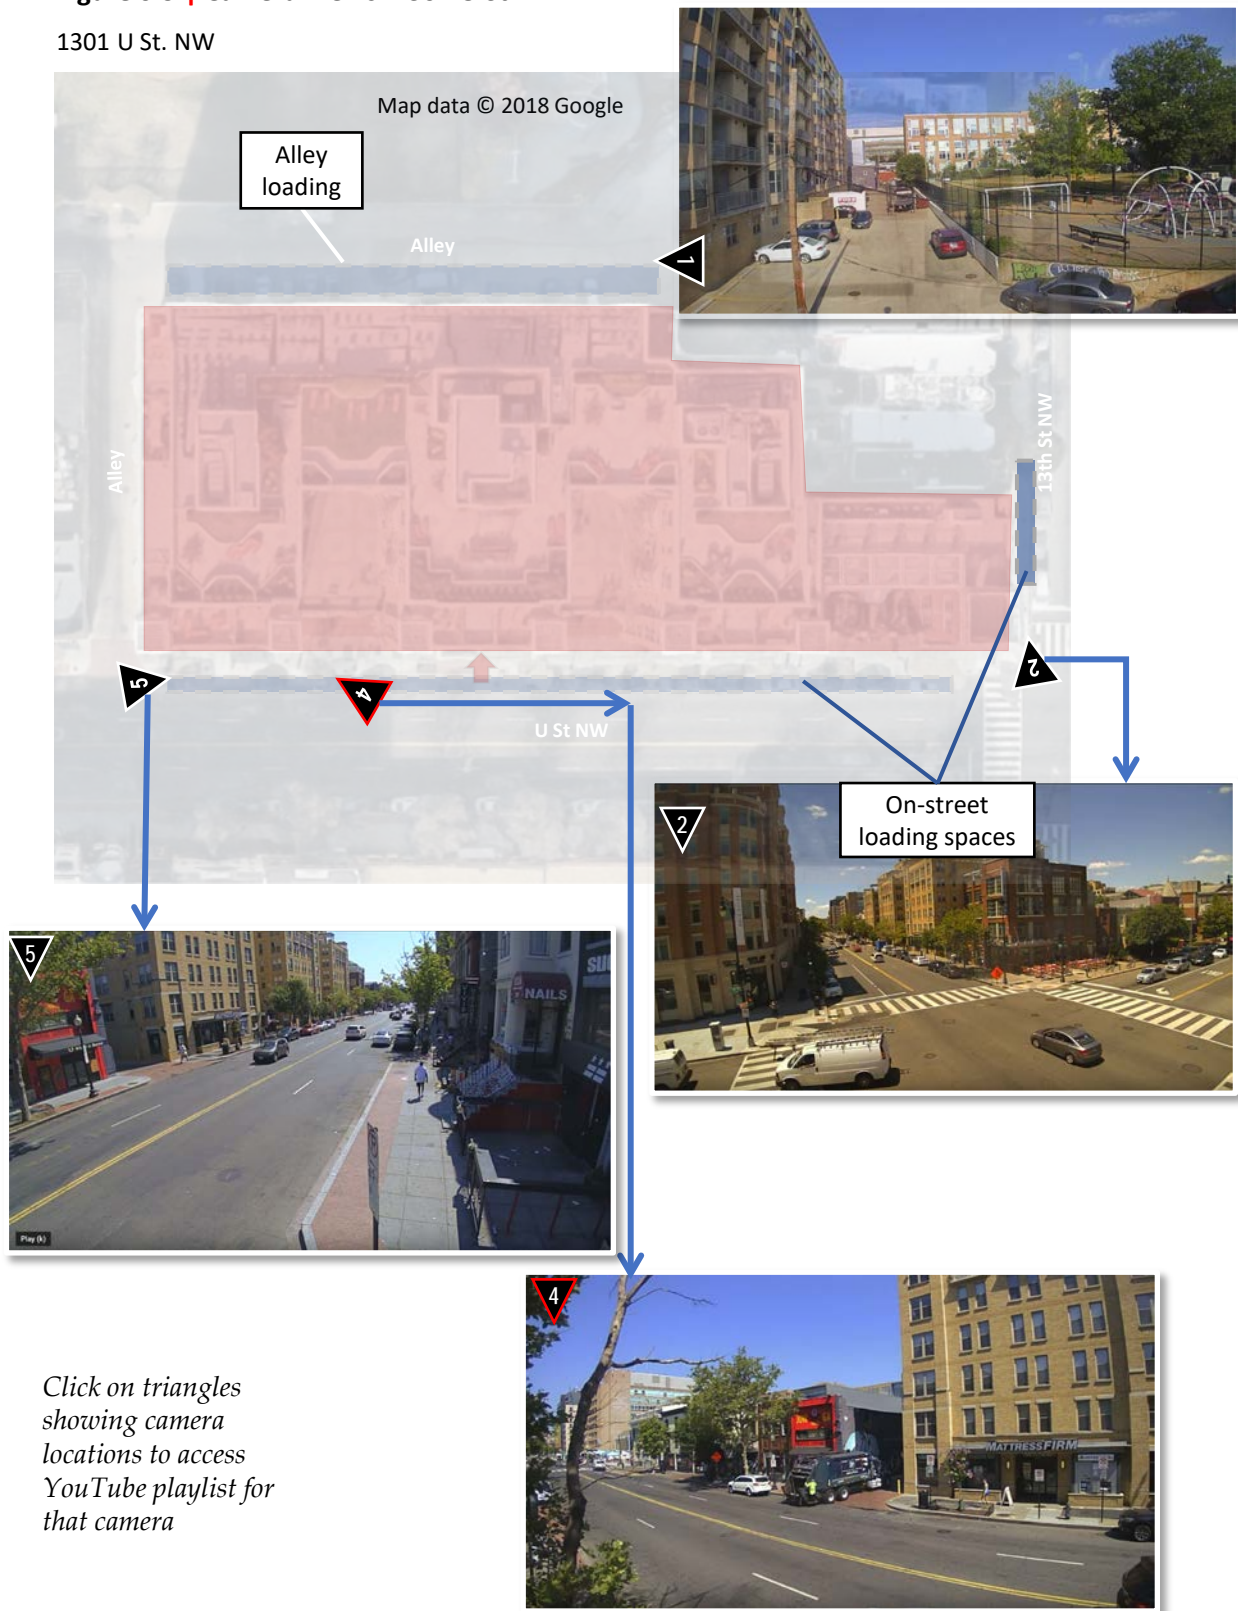 1301 U St. NW
Map data © 2018 Google
Alley
loading
Alley
1
Alley
13th St NW
5
4
2
U St NW
On-street
loading spaces
2
5
NAILS
Play (k)
4
MATTRESSFIRM
Click on triangles
showing camera
locations to access
YouTube playlist for
that camera